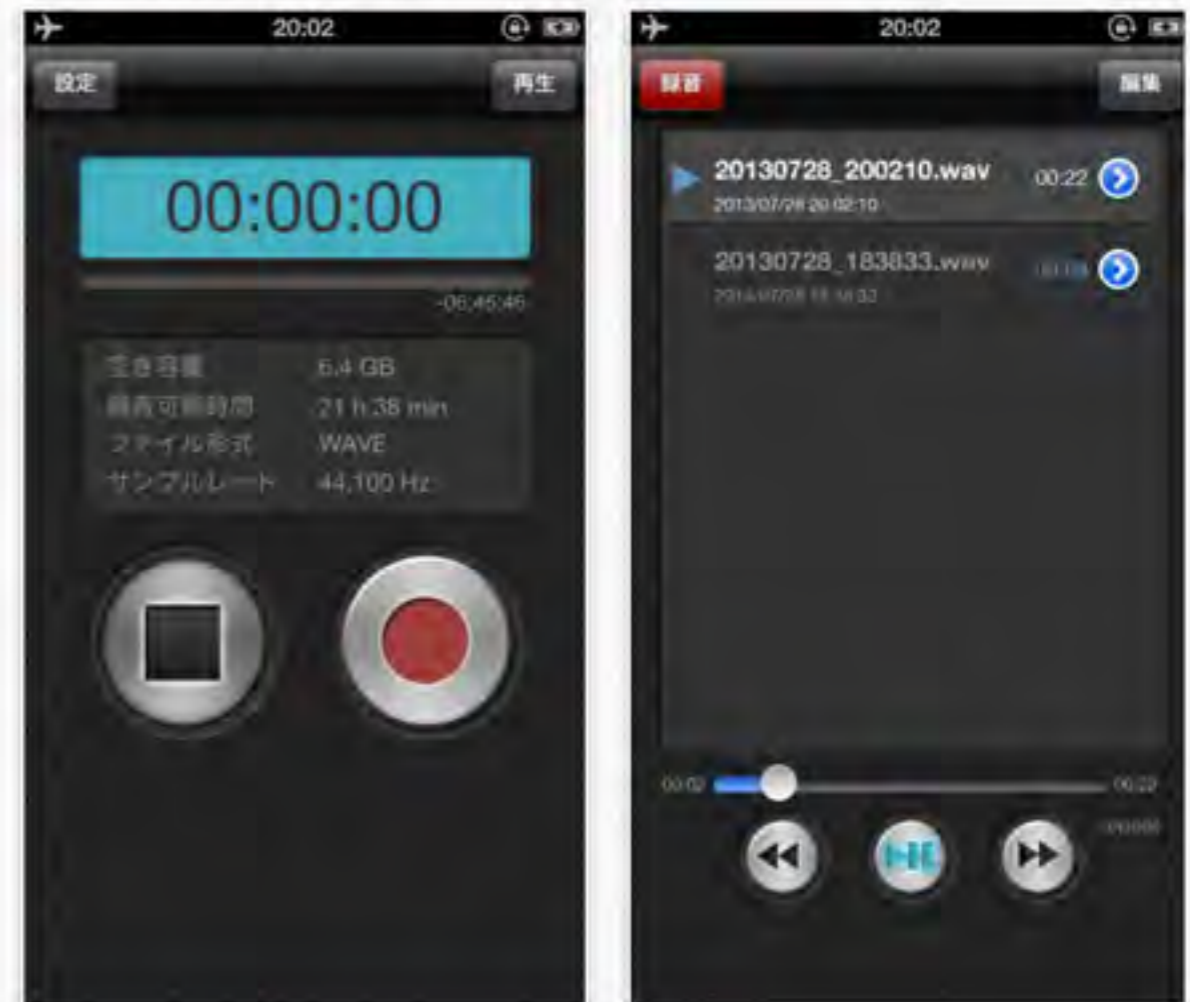 20:02
設定
再生
00:00:00
-06:45:46
空き容量 6.4 GB
録音可能時間 21 h 38 min
ファイル形式 WAVE
サンプルレート 44,100 Hz
20:02
録音
編集
20130728_200210.wav 00:22
2013/07/28 20:02:10
20130728_183833.wav
00:02
00:22